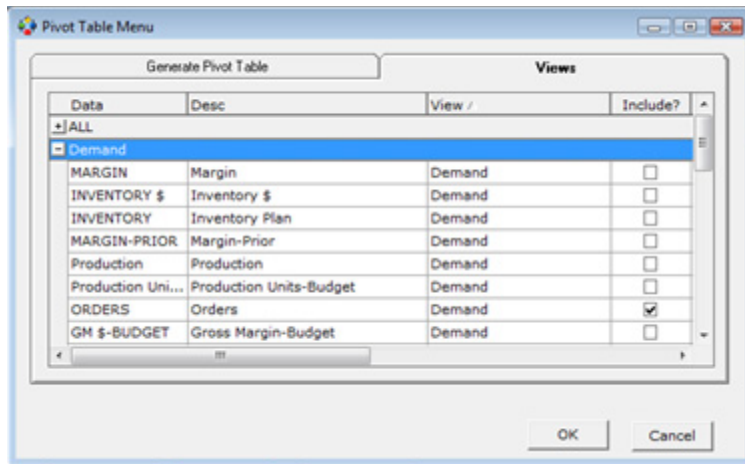 Pivot Table Menu
Generate Pivot Table Views
Data Desc View Include?
ALL
Demand
MARGIN Margin Demand
INVENTORY $ Inventory $ Demand
INVENTORY Inventory Plan Demand
MARGIN-PRIOR Margin-Prior Demand
Production Production Demand
Production Uni... Production Units-Budget Demand
ORDERS Orders Demand
GM $-BUDGET Gross Margin-Budget Demand
OK Cancel